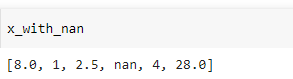 x_with_nan
[8.0, 1, 2.5, nan, 4, 28.0]